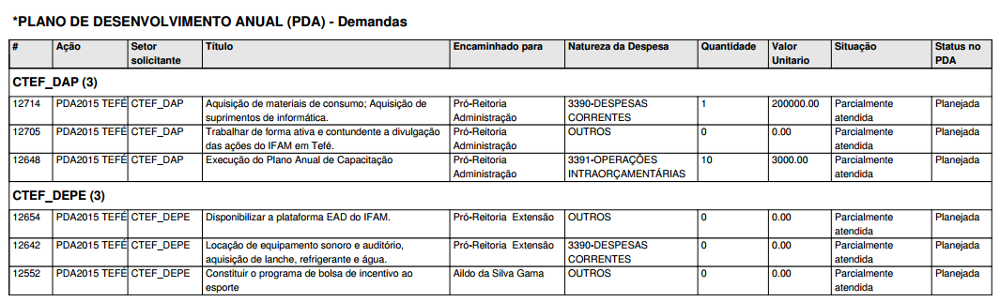 *PLANO DE DESENVOLVIMENTO ANUAL (PDA) - Demandas
# Ação Setor solicitante Título Encaminhado para Natureza da Despesa Quantidade Valor Unitario Situação Status no PDA
CTEF_DAP (3)
12714 PDA2015 TEFÉ CTEF_DAP Aquisição de materiais de consumo; Aquisição de suprimentos de informática. Pró-Reitoria Administração 3390-DESPESAS CORRENTES 1 200000.00 Parcialmente atendida Planejada
12705 PDA2015 TEFÉ CTEF_DAP Trabalhar de forma ativa e contundente a divulgação das ações do IFAM em Tefé. Pró-Reitoria Administração OUTROS 0 0.00 Parcialmente atendida Planejada
12648 PDA2015 TEFÉ CTEF_DAP Execução do Plano Anual de Capacitação Pró-Reitoria Administração 3391-OPERAÇÕES INTRAORÇAMENTÁRIAS 10 3000.00 Parcialmente atendida Planejada
CTEF_DEPE (3)
12654 PDA2015 TEFÉ CTEF_DEPE Disponibilizar a plataforma EAD do IFAM. Pró-Reitoria Extensão OUTROS 0 0.00 Parcialmente atendida Planejada
12642 PDA2015 TEFÉ CTEF_DEPE Locação de equipamento sonoro e auditório, aquisição de lanche, refrigerante e água. Pró-Reitoria Extensão 3390-DESPESAS CORRENTES 0 0.00 Parcialmente atendida Planejada
12552 PDA2015 TEFÉ CTEF_DEPE Constituir o programa de bolsa de incentivo ao esporte Aildo da Silva Gama OUTROS 0 0.00 Parcialmente atendida Planejada